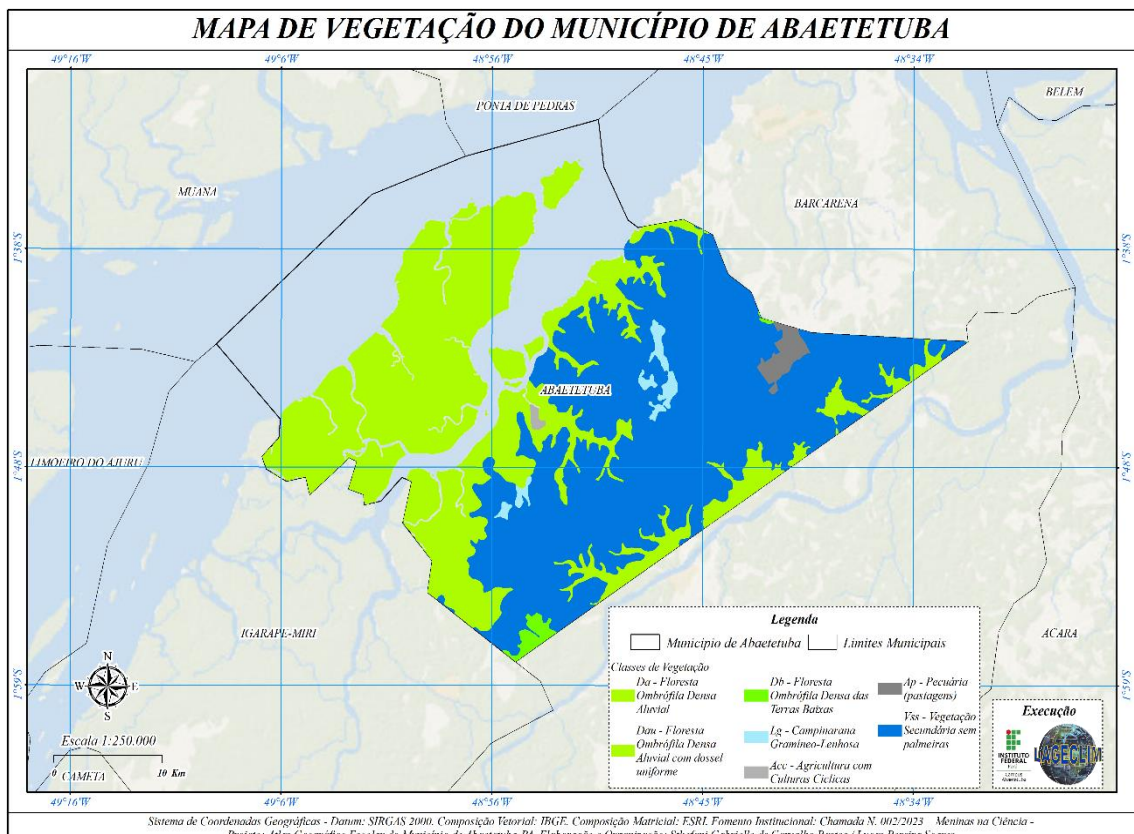 MAPA DE VEGETAÇÃO DO MUNICÍPIO DE ABAETETUBA
49°16'W 49°6'W 48°56'W 48°45'W 48°34'W
BELEM
PONTA DE PEDRAS
MUANA
BARCARENA
1°38'S 1°38'S
ABAETETUBA
LIMOEIRO DO AJURU
1°48'S 1°48'S
IGARAPE-MIRI
ACARA
1°59'S 1°59'S
CAMETA
N
W E
S
Escala 1:250.000
0 10 Km
Legenda
Município de Abaetetuba Limites Municipais
Classes de Vegetação
Da - Floresta
Ombrófila Densa
Aluvial
Dau - Floresta
Ombrófila Densa
Aluvial com dossel
uniforme
Db - Floresta
Ombrófila Densa das
Terras Baixas
Lg - Campinarana
Gramíneo-Lenhosa
Acc - Agricultura com
Culturas Cíclicas
Ap - Pecuária
(pastagens)
Vss - Vegetação
Secundária sem
palmeiras
Execução
INSTITUTO
FEDERAL
LAGECLIM
49°16'W 49°6'W 48°56'W 48°45'W 48°34'W
Sistema de Coordenadas Geográficas - Datum: SIRGAS 2000. Composição Vetorial: IBGE. Composição Matricial: ESRI. Fomento Institucional: Chamada N. 002/2023 Meninas na Ciência -